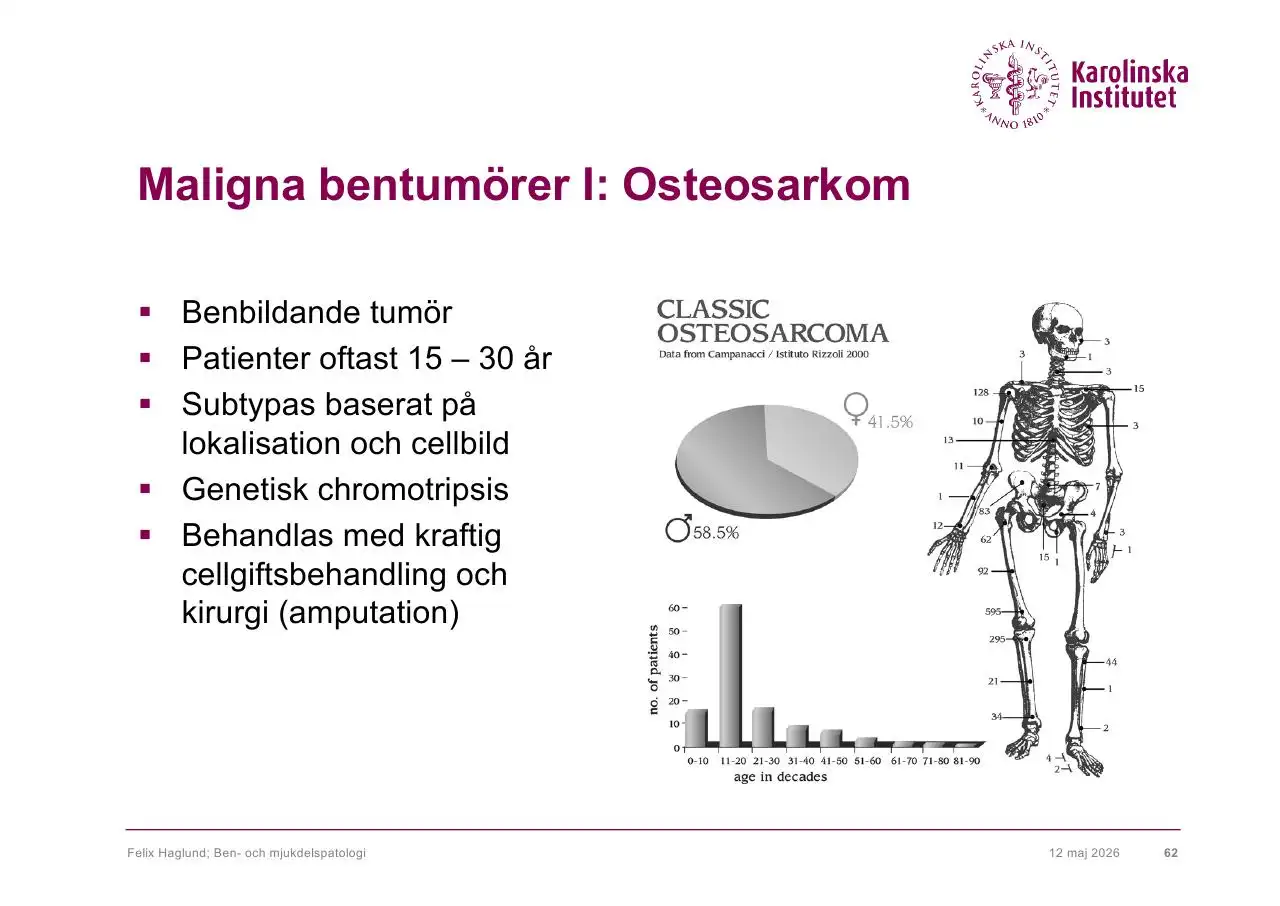 KAROLINSKA INSTITUTET
ANNO 1810
Karolinska
Institutet
Maligna bentumörer I: Osteosarkom
▪ Benbildande tumör
▪ Patienter oftast 15 – 30 år
▪ Subtypas baserat på
lokalisation och cellbild
▪ Genetisk chromotripsis
▪ Behandlas med kraftig
cellgiftsbehandling och
kirurgi (amputation)
CLASSIC
OSTEOSARCOMA
Data from Campanacci / Istituto Rizzoli 2000
♀ 41.5%
♂ 58.5%
no. of patients
60
50
40
30
20
10
0
0-10 11-20 21-30 31-40 41-50 51-60 61-70 71-80 81-90
age in decades
3
1
3
3
15
128
10
3
13
11
7
1
83
4
12
3
62
1
15
1
92
595
295
44
21
1
34
2
4
2
Felix Haglund; Ben- och mjukdelspatologi
12 maj 2026
62